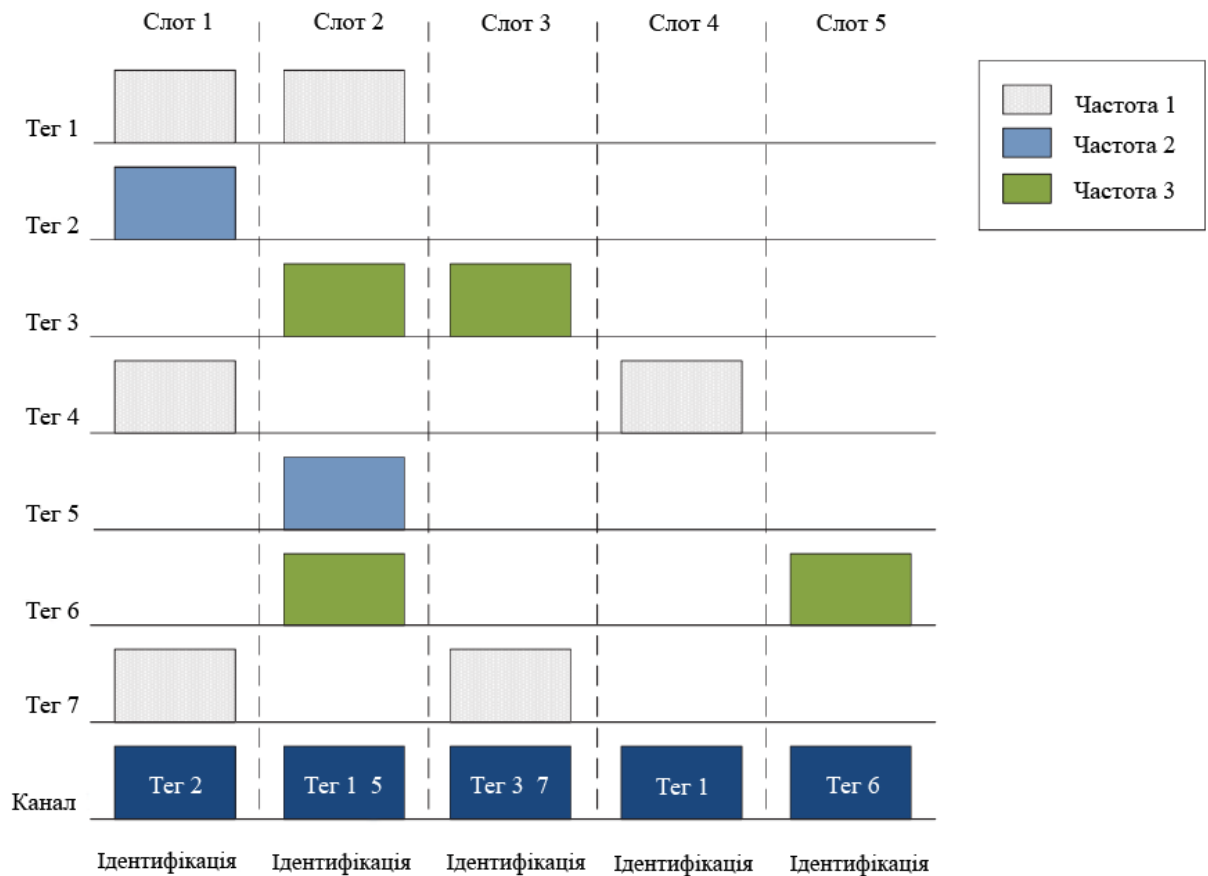 Слот 1 Слот 2 Слот 3 Слот 4 Слот 5
Частота 1
Частота 2
Частота 3
Тег 1
Тег 2
Тег 3
Тег 4
Тег 5
Тег 6
Тег 7
Канал Тег 2 Тег 1 5 Тег 3 7 Тег 1 Тег 6
Ідентифікація Ідентифікація Ідентифікація Ідентифікація Ідентифікація